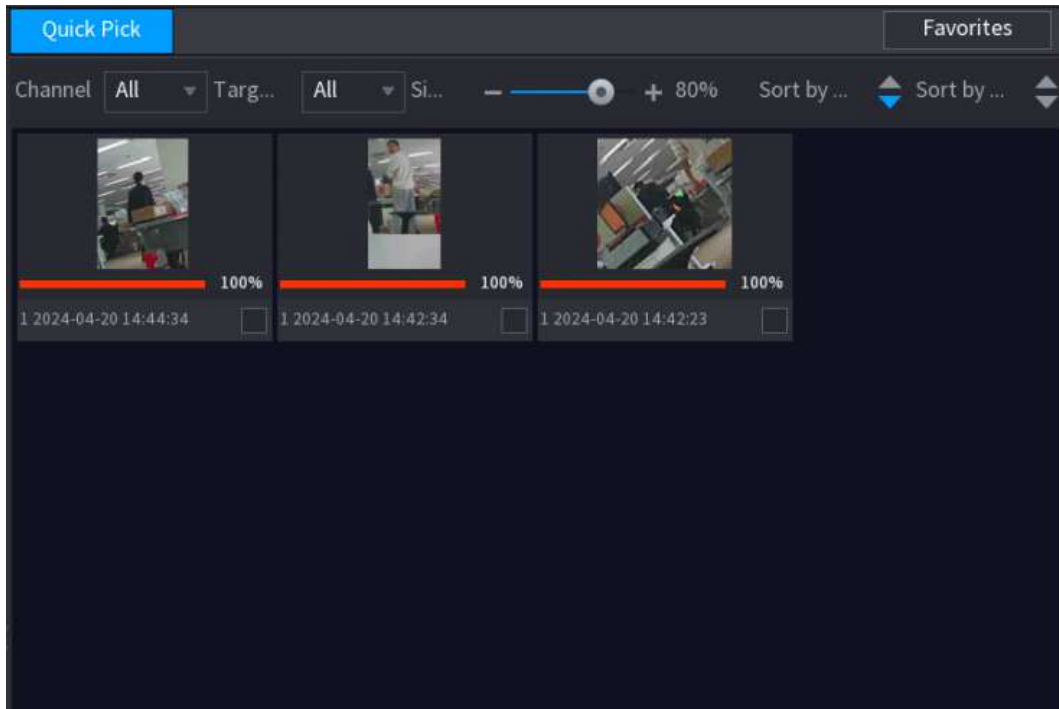 Quick Pick Favorites
Channel All Targ... All Si... 80% Sort by ... Sort by ...
100% 100% 100%
1 2024-04-20 14:44:34 1 2024-04-20 14:42:34 1 2024-04-20 14:42:23